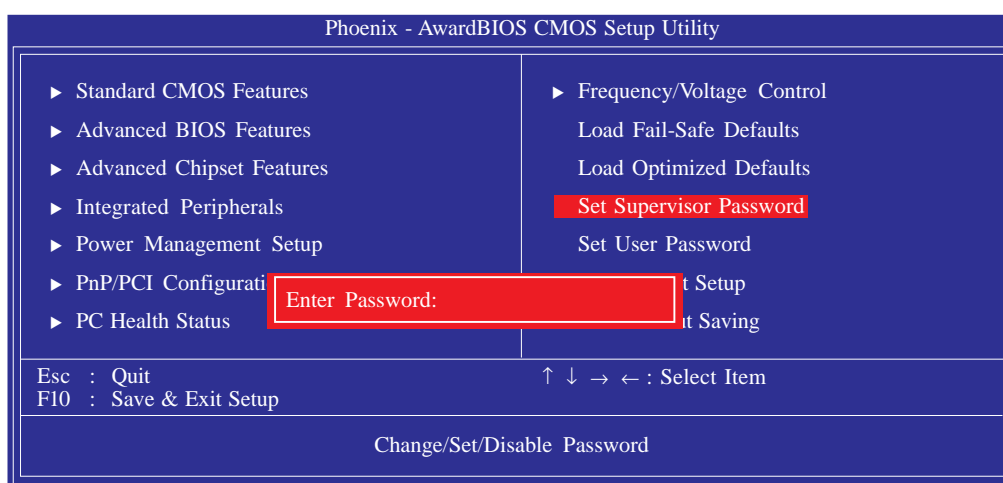 Phoenix - AwardBIOS CMOS Setup Utility
▶ Standard CMOS Features
▶ Advanced BIOS Features
▶ Advanced Chipset Features
▶ Integrated Peripherals
▶ Power Management Setup
▶ PnP/PCI Configurati
▶ PC Health Status
▶ Frequency/Voltage Control
Load Fail-Safe Defaults
Load Optimized Defaults
Set Supervisor Password
Set User Password
t Setup
ut Saving
Enter Password:
Esc : Quit
F10 : Save & Exit Setup
↑ ↓ → ← : Select Item
Change/Set/Disable Password